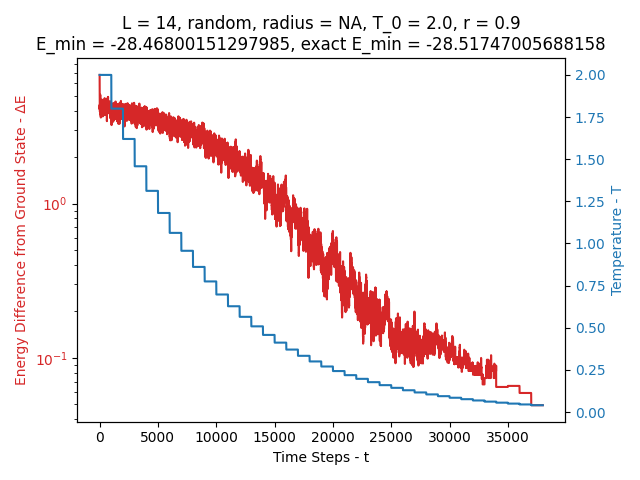 L = 14, random, radius = NA, T_0 = 2.0, r = 0.9
E_min = -28.46800151297985, exact E_min = -28.51747005688158
Energy Difference from Ground State - ΔE
10⁰
10⁻¹
2.00
1.75
1.50
1.25
1.00
0.75
0.50
0.25
0.00
Temperature - T
0 5000 10000 15000 20000 25000 30000 35000
Time Steps - t